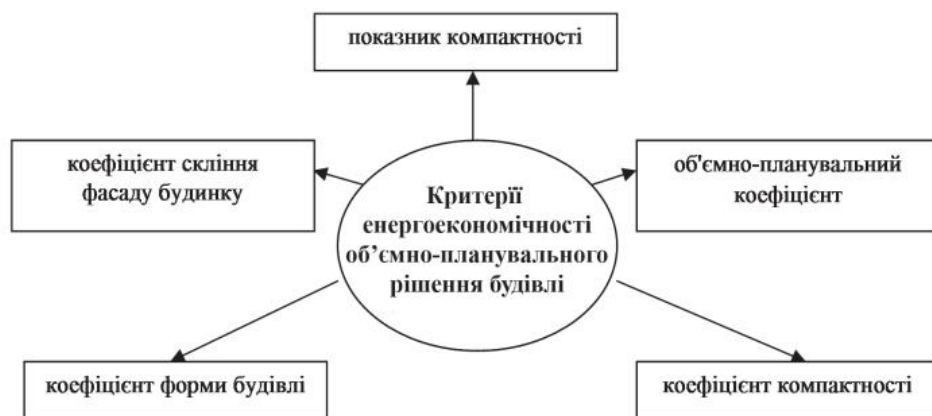 показник компактності
коефіцієнт скління
фасаду будинку
об'ємно-планувальний
коефіцієнт
Критерії
енергоекономічності
об’ємно-планувального
рішення будівлі
коефіцієнт форми будівлі
коефіцієнт компактності